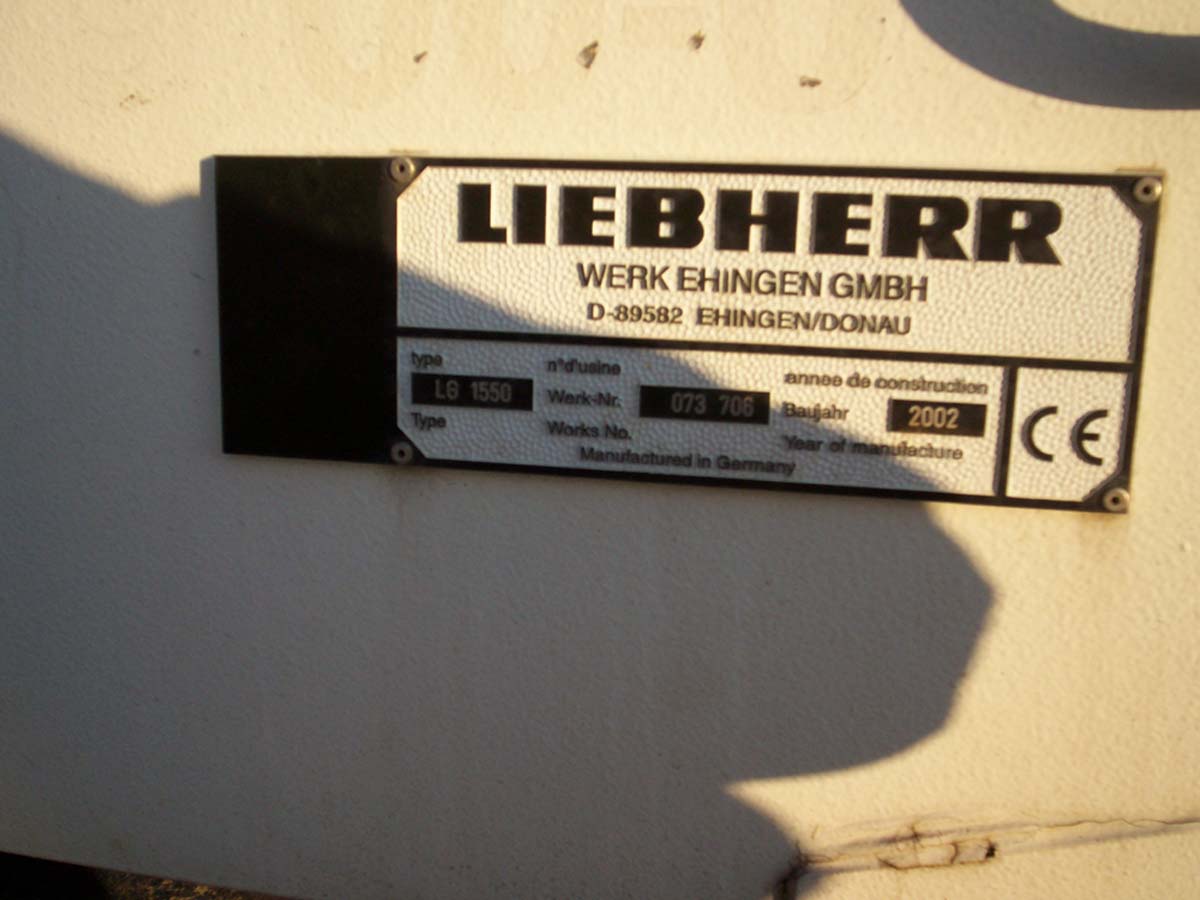 LIEBHERR
WERK EHINGEN GMBH
D-89582 EHINGEN/DONAU
type n°d'usine annee de construction
LG 1550 Werk-Nr. 073 706 Baujahr 2002
Type Works No. Year of manufacture
Manufactured in Germany
CE